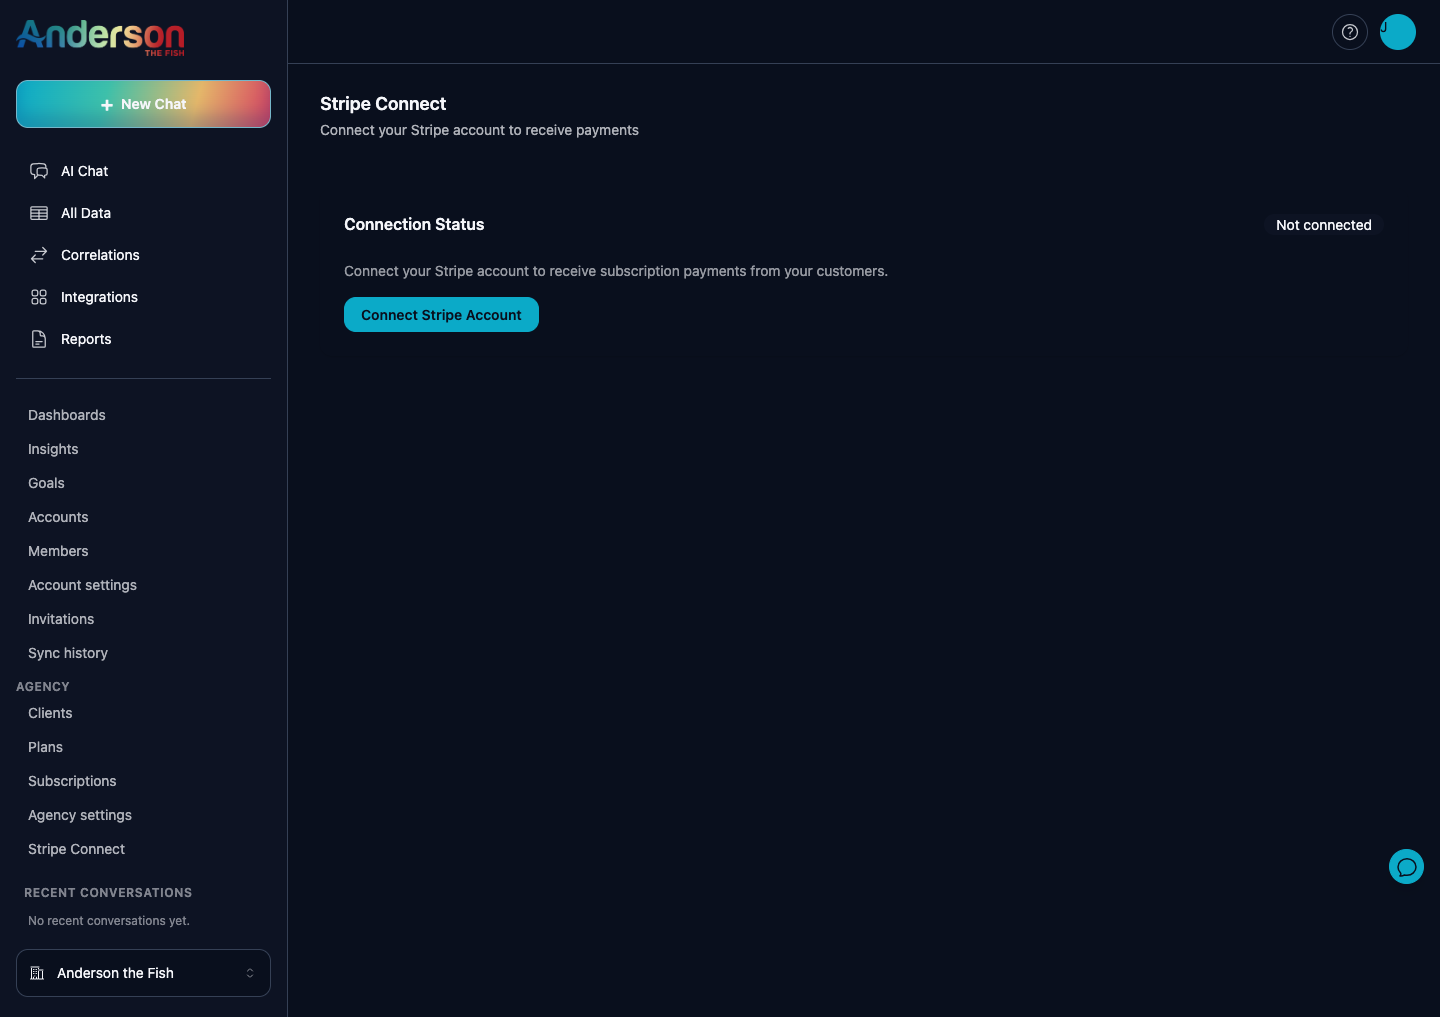 Anderson
THE FISH
New Chat
AI Chat
All Data
Correlations
Integrations
Reports
Dashboards
Insights
Goals
Accounts
Members
Account settings
Invitations
Sync history
AGENCY
Clients
Plans
Subscriptions
Agency settings
Stripe Connect
RECENT CONVERSATIONS
No recent conversations yet.
Anderson the Fish
J
Stripe Connect
Connect your Stripe account to receive payments
Connection Status
Not connected
Connect your Stripe account to receive subscription payments from your customers.
Connect Stripe Account